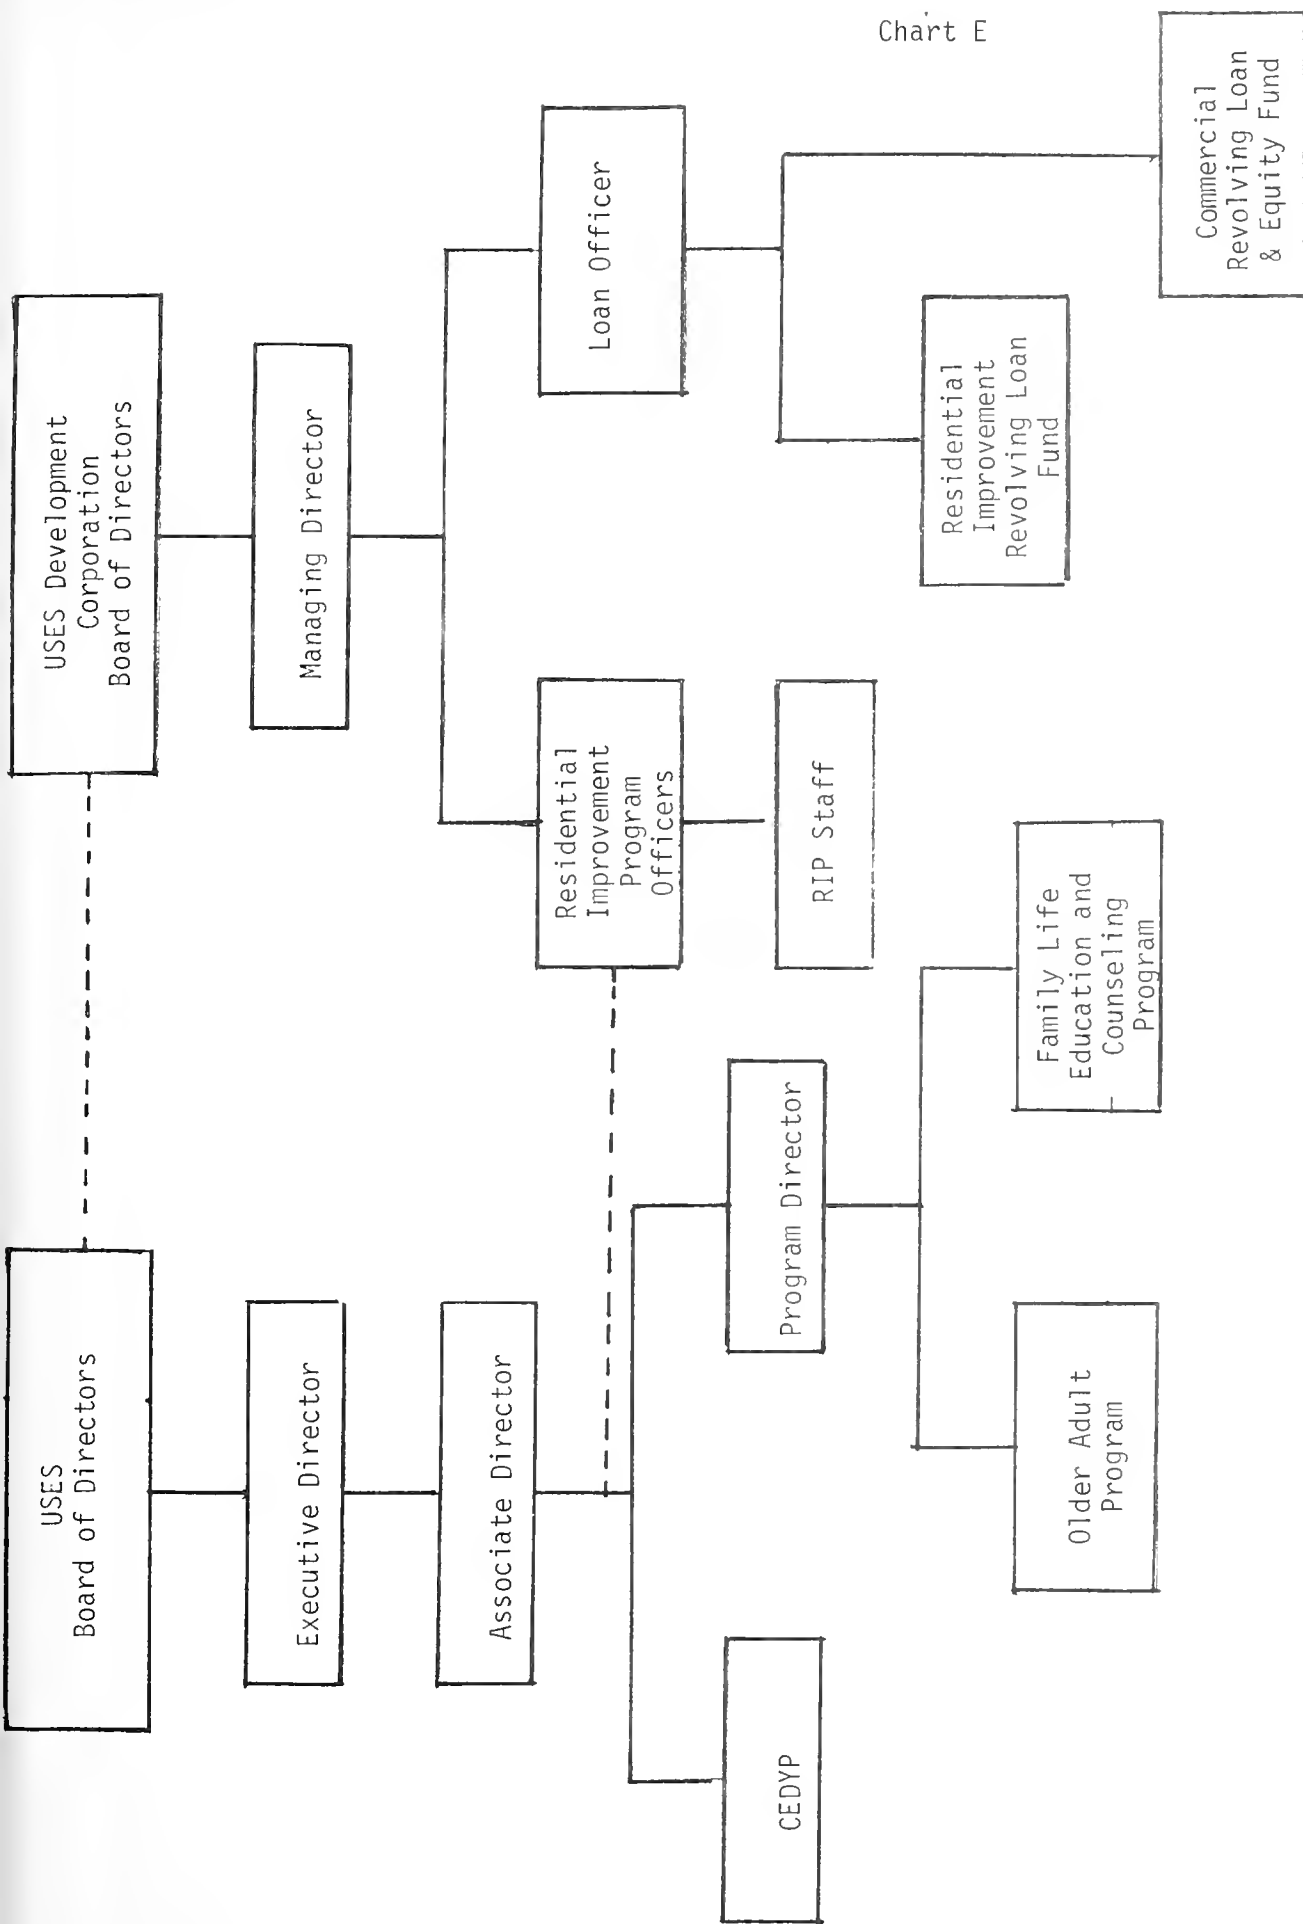 Chart E
USES
Board of Directors
Executive Director
Associate Director
CEDYP
Program Director
Older Adult
Program
Family Life
Education and
Counseling
Program
USES Development
Corporation
Board of Directors
Managing Director
Residential
Improvement
Program
Officers
RIP Staff
Loan Officer
Residential
Improvement
Revolving Loan
Fund
Commercial
Revolving Loan
& Equity Fund